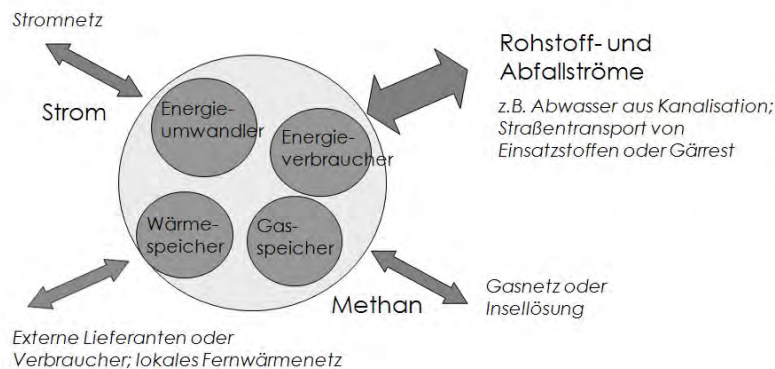 Stromnetz
Strom
Energie-
umwandler
Energie-
verbraucher
Wärme-
speicher
Gas-
speicher
Rohstoff- und
Abfallströme
z.B. Abwasser aus Kanalisation;
Straßentransport von
Einsatzstoffen oder Gärrest
Methan
Gasnetz oder
Insellösung
Externe Lieferanten oder
Verbraucher; lokales Fernwärmenetz